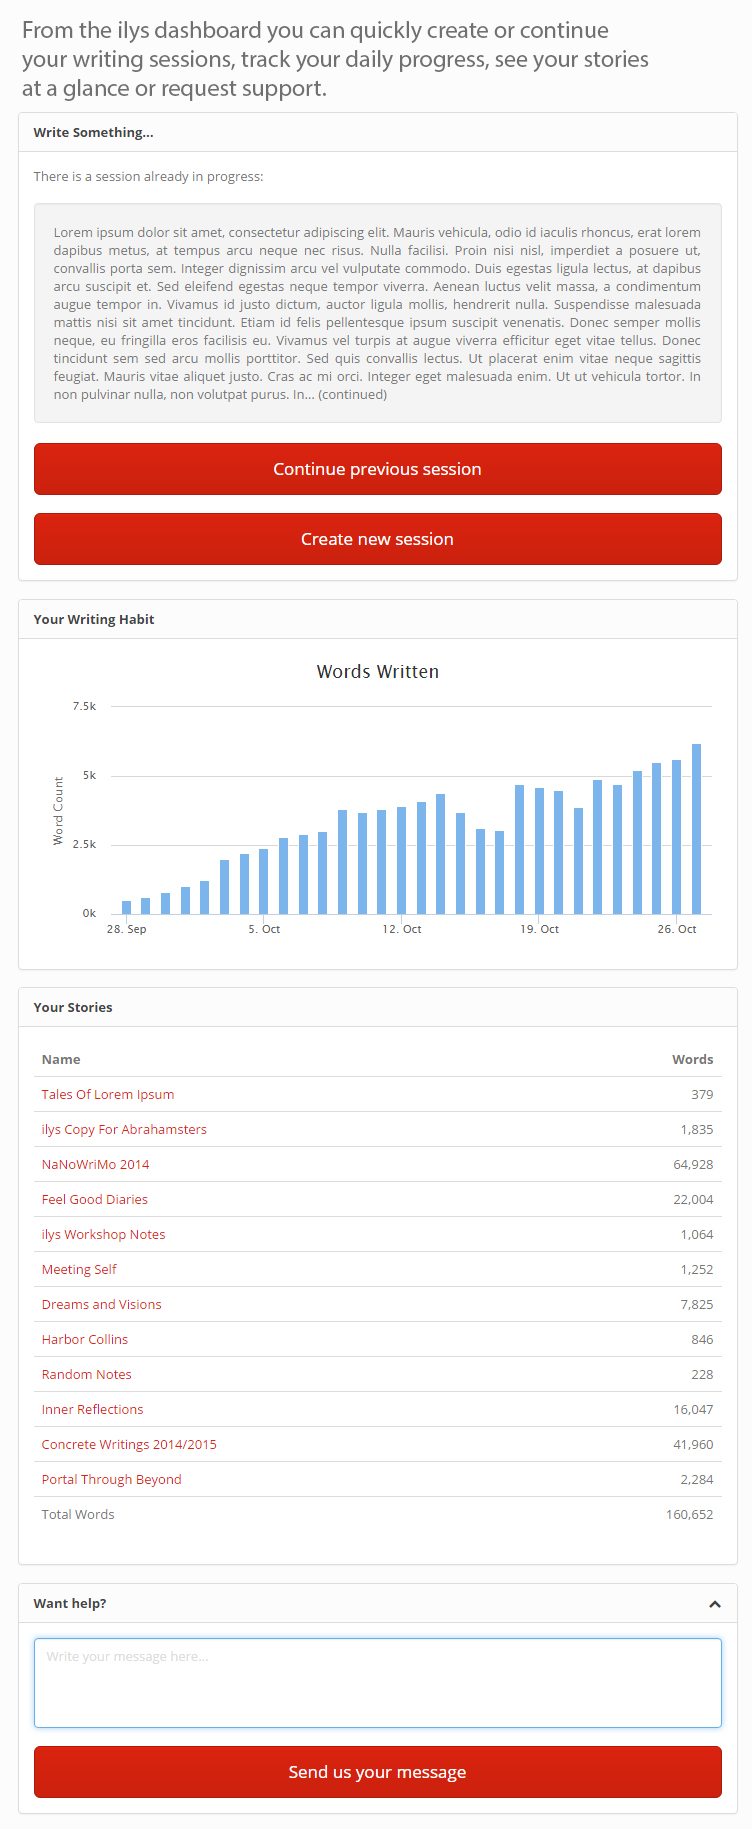 From the ilys dashboard you can quickly create or continue
your writing sessions, track your daily progress, see your stories
at a glance or request support.
Write Something...
There is a session already in progress:
Lorem ipsum dolor sit amet, consectetur adipiscing elit. Mauris vehicula, odio id iaculis rhoncus, erat lorem
dapibus metus, at tempus arcu neque nec risus. Nulla facilisi. Proin nisi nisl, imperdiet a posuere ut,
convallis porta sem. Integer dignissim arcu vel vulputate commodo. Duis egestas ligula lectus, at dapibus
arcu suscipit et. Sed eleifend egestas neque tempor viverra. Aenean luctus velit massa, a condimentum
augue tempor in. Vivamus id justo dictum, auctor ligula mollis, hendrerit nulla. Suspendisse malesuada
mattis nisi sit amet tincidunt. Etiam id felis pellentesque ipsum suscipit venenatis. Donec semper mollis
neque, eu fringilla eros facilisis eu. Vivamus vel turpis at augue viverra efficitur eget vitae tellus. Donec
tincidunt sem sed arcu mollis porttitor. Sed quis convallis lectus. Ut placerat enim vitae neque sagittis
feugiat. Mauris vitae aliquet justo. Cras ac mi orci. Integer eget malesuada enim. Ut ut vehicula tortor. In
non pulvinar nulla, non volutpat purus. In... (continued)
Continue previous session
Create new session
Your Writing Habit
Words Written
Word Count
7.5k
5k
2.5k
0k
28. Sep 5. Oct 12. Oct 19. Oct 26. Oct
Your Stories
Name Words
Tales Of Lorem Ipsum 379
ilys Copy For Abrahamsters 1,835
NaNoWriMo 2014 64,928
Feel Good Diaries 22,004
ilys Workshop Notes 1,064
Meeting Self 1,252
Dreams and Visions 7,825
Harbor Collins 846
Random Notes 228
Inner Reflections 16,047
Concrete Writings 2014/2015 41,960
Portal Through Beyond 2,284
Total Words 160,652
Want help?
Write your message here...
Send us your message